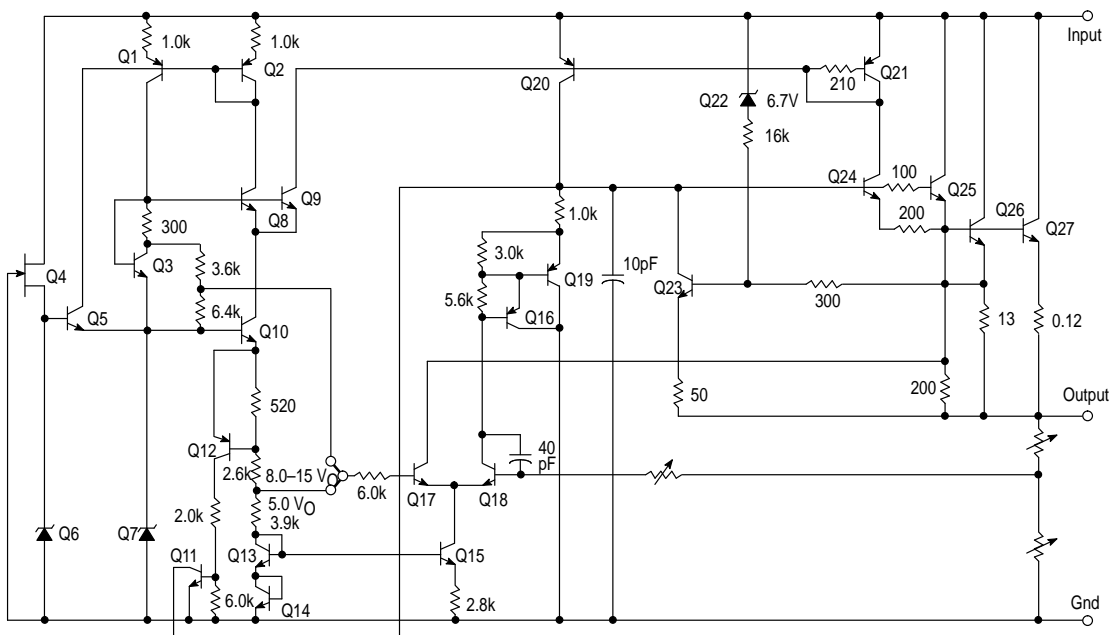 Input
1.0k
1.0k
Q1
Q2
Q20
210
Q21
Q22
6.7V
16k
Q9
Q8
Q24
100
Q25
300
1.0k
200
Q26
Q27
Q3
3.6k
3.0k
Q4
Q19
10pF
Q23
300
6.4k
5.6k
Q5
Q10
Q16
13
0.12
520
50
200
Output
Q12
2.6k
8.0–15 VO
40
pF
6.0k
Q17
Q18
5.0 VO
2.0k
3.9k
Q6
Q7
Q11
Q13
Q15
6.0k
Q14
2.8k
Gnd